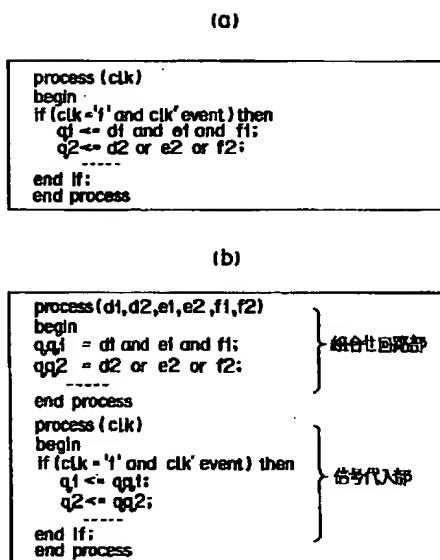 (a)
process (clk)
begin
if (clk='1' and clk'event) then
q1 <= d1 and e1 and f1;
q2<= d2 or e2 or f2;
-----
end if;
end process
(b)
process(d1,d2,e1,e2,f1,f2)
begin
qq1 = d1 and e1 and f1;
qq2 = d2 or e2 or f2;
-----
end process
組合せ回路部
process (clk)
begin
if (clk='1' and clk'event) then
q1 <= qq1;
q2<= qq2;
-----
end if;
end process
信号代入部